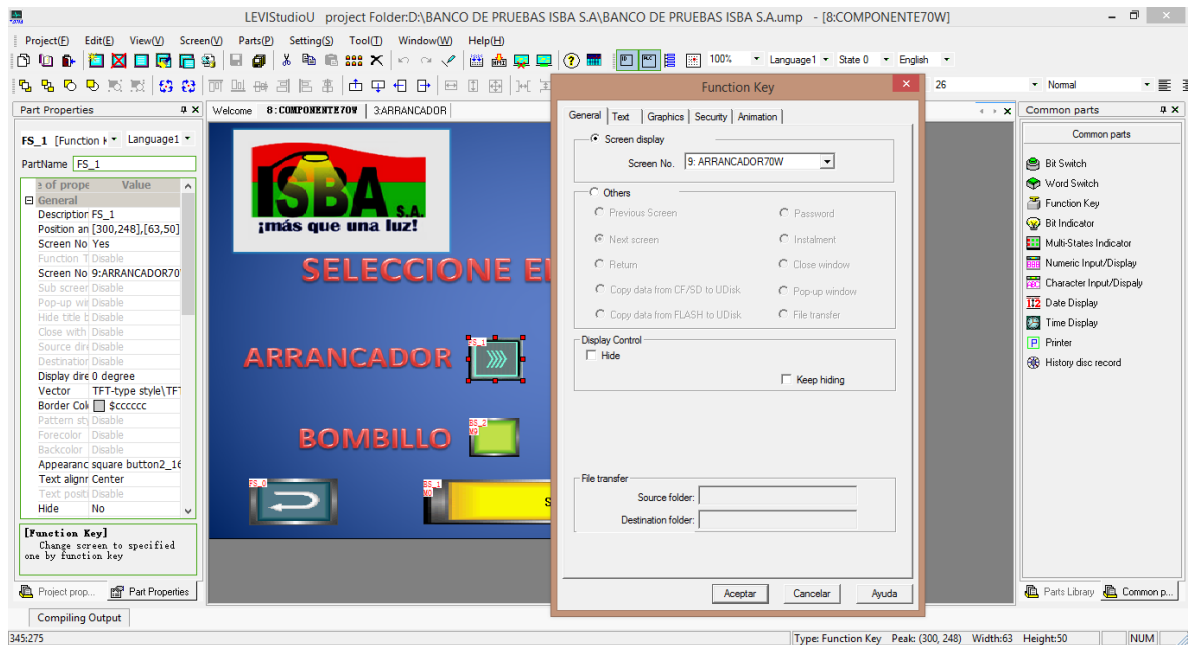 LEVIStudioU project Folder:D:\BANCO DE PRUEBAS ISBA S.A\BANCO DE PRUEBAS ISBA S.A.ump - [8:COMPONENTE70W]
Project(F) Edit(E) View(V) Screen(V) Parts(P) Setting(S) Tool(T) Window(W) Help(H)
100% Language1 State 0 English
26 Normal
Part Properties
Welcome 8:COMPONENTE70W 3:ARRANCADOR
FS_1 [Function K Language1
PartName FS_1
e of prope Value
General
Description FS_1
Position an [300,248],[63,50]
Screen No Yes
Function T Disable
Screen No 9:ARRANCADOR70
Sub screen Disable
Pop-up wir Disable
Hide title b Disable
Close with Disable
Source dire Disable
Destination Disable
Display dire 0 degree
Vector TFT-type style\TFT
Border Colo $cccccc
Pattern sty Disable
Forecolor Disable
Backcolor Disable
Appearanc square button2_16
Text alignr Center
Text positi Disable
Hide No
[Function Key]
Change screen to specified
one by function key
Project prop... Part Properties
Compiling Output
ISBA S.A.
¡más que una luz!
SELECCIONE EL
ARRANCADOR
FS_1
BOMBILLO
BS_2
M9
FS_0
BS_1
M0
S
Function Key
General Text Graphics Security Animation
Screen display
Screen No. 9: ARRANCADOR70W
Others
Previous Screen Password
Next screen Instalment
Return Close window
Copy data from CF/SD to UDisk Pop-up window
Copy data from FLASH to UDisk File transfer
Display Control
Hide
Keep hiding
File transfer
Source folder:
Destination folder:
Aceptar Cancelar Ayuda
Common parts
Common parts
Bit Switch
Word Switch
Function Key
Bit Indicator
Multi-States Indicator
Numeric Input/Display
Character Input/Dispaly
Date Display
Time Display
Printer
History disc record
Parts Library Common p...
345:275
Type: Function Key Peak: (300, 248) Width:63 Height:50 NUM